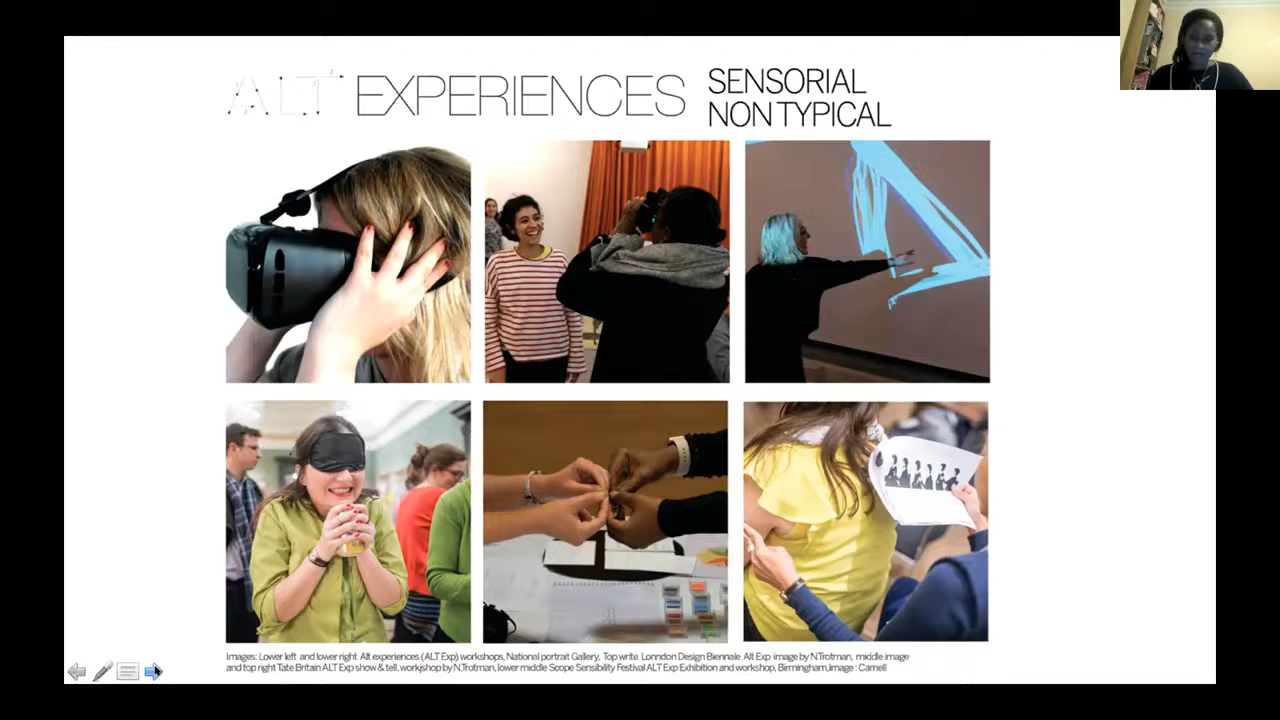 ALT EXPERIENCES SENSORIAL
NON TYPICAL
Images: Lower left and lower right Alt experiences (ALT Exp) workshops, National portrait Gallery, Top write Lonndon Design Biennale Alt Exp image by N.Trotman, middle image
and top right Tate Britain ALT Exp show & tell, workjshop by N.Trotman, lower middle Scope Sensibility Festival ALT Exp Exhibition and workshop, Birmingham,Image : Carnell